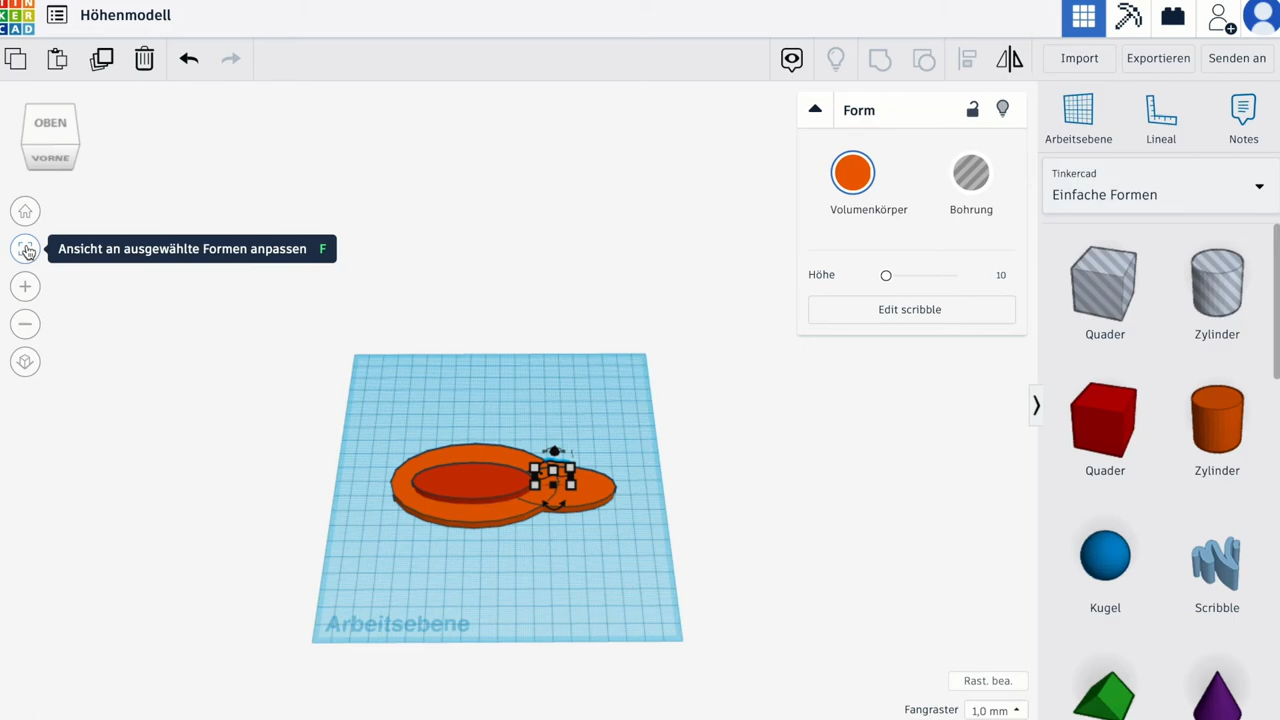 TIN
KER
CAD
Höhenmodell
Import
Exportieren
Senden an
OBEN
VORNE
Ansicht an ausgewählte Formen anpassen F
Form
Volumenkörper
Bohrung
Höhe
10
Edit scribble
Arbeitsebene
Lineal
Notes
Tinkercad
Einfache Formen
Quader
Zylinder
Quader
Zylinder
Kugel
Scribble
Arbeitsebene
Rast. bea.
Fangraster
1,0 mm